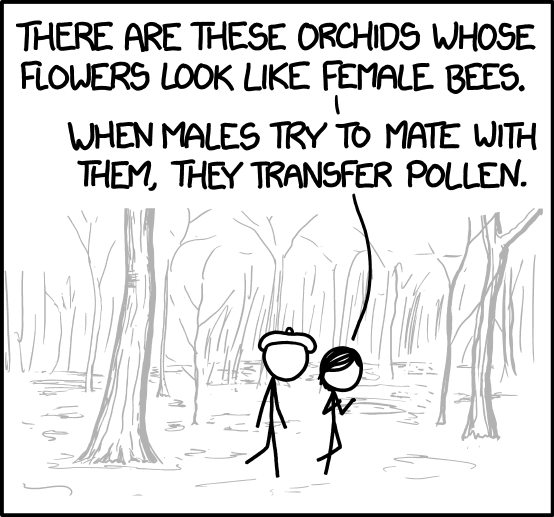 THERE ARE THESE ORCHIDS WHOSE
FLOWERS LOOK LIKE FEMALE BEES.
WHEN MALES TRY TO MATE WITH
THEM, THEY TRANSFER POLLEN.